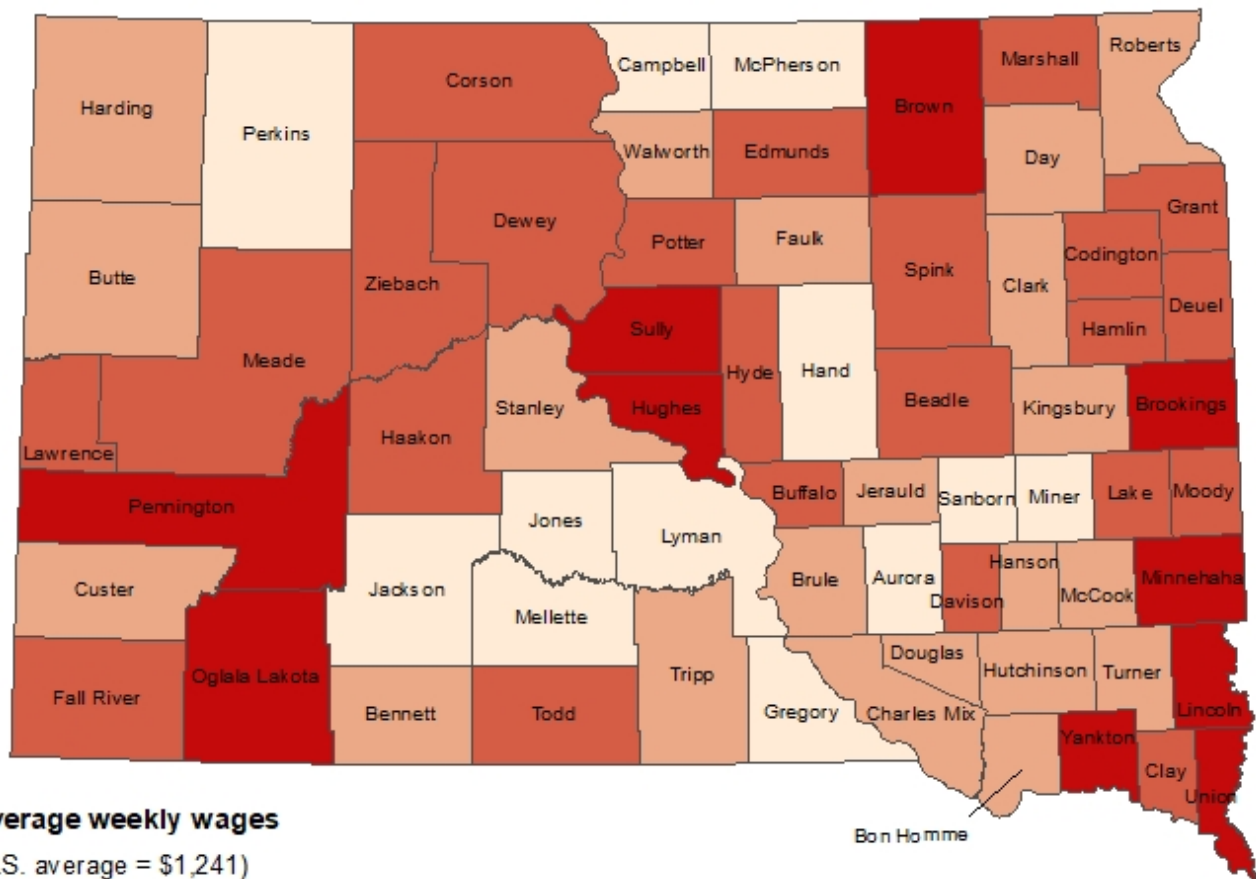 Roberts
Marshall
Campbell
McPherson
Corson
Brown
Harding
Perkins
Walworth
Edmunds
Day
Grant
Dewey
Potter
Faulk
Codington
Spink
Butte
Ziebach
Clark
Deuel
Sully
Hamlin
Meade
Hyde
Hand
Beadle
Brookings
Stanley
Hughes
Kingsbury
Haakon
Lawrence
Buffalo
Jerauld
Sanborn
Miner
Lake
Moody
Pennington
Jones
Lyman
Hanson
Custer
Jackson
Brule
Aurora
Minnehaha
Davison
McCook
Mellette
Douglas
Oglala Lakota
Tripp
Hutchinson
Turner
Fall River
Bennett
Todd
Gregory
Charles Mix
Lincoln
Yankton
Clay
Union
Bon Homme
verage weekly wages
.S. average = $1,241)